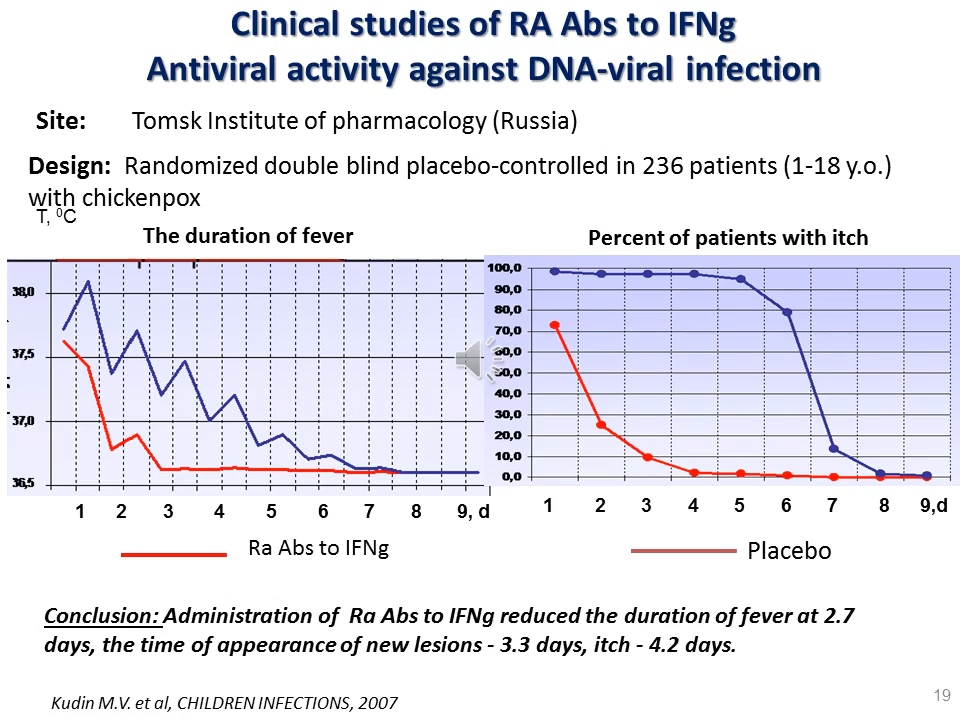 Clinical studies of RA Abs to IFNg
Antiviral activity against DNA-viral infection
Site: Tomsk Institute of pharmacology (Russia)
Design: Randomized double blind placebo-controlled in 236 patients (1-18 y.o.)
with chickenpox
T, ⁰C
The duration of fever
38,0
37,5
37,0
36,5
1 2 3 4 5 6 7 8 9, d
Percent of patients with itch
100,0
90,0
80,0
70,0
40,0
30,0
20,0
10,0
0,0
1 2 3 4 5 6 7 8 9,d
Ra Abs to IFNg
Placebo
Conclusion: Administration of Ra Abs to IFNg reduced the duration of fever at 2.7
days, the time of appearance of new lesions - 3.3 days, itch - 4.2 days.
Kudin M.V. et al, CHILDREN INFECTIONS, 2007
19